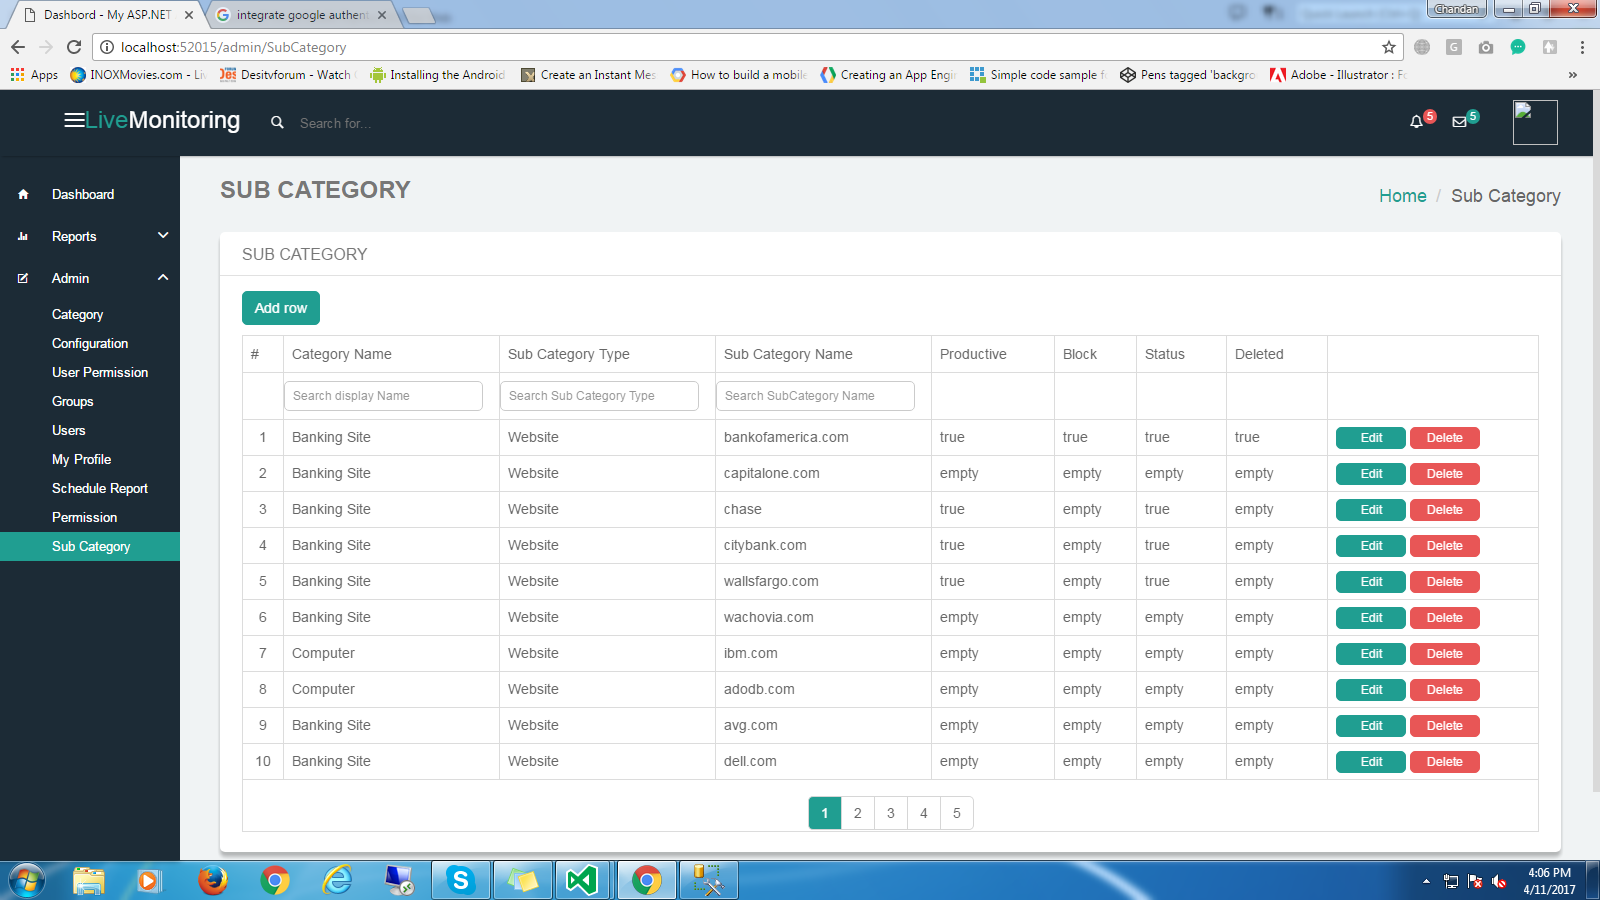 Dashbord - My ASP.NET
integrate google authent
Chandan
localhost:52015/admin/SubCategory
Apps
INOXMovies.com - Liv
Desitvforum - Watch
Installing the Android
Create an Instant Mes
How to build a mobile
Creating an App Engi
Simple code sample f
Pens tagged 'backgro
Adobe - Illustrator : Fo
»
LiveMonitoring
Search for...
5
5
Dashboard
Reports
Admin
Category
Configuration
User Permission
Groups
Users
My Profile
Schedule Report
Permission
Sub Category
SUB CATEGORY
Home / Sub Category
SUB CATEGORY
Add row
# Category Name Sub Category Type Sub Category Name Productive Block Status Deleted
Search display Name Search Sub Category Type Search SubCategory Name
1 Banking Site Website bankofamerica.com true true true true Edit Delete
2 Banking Site Website capitalone.com empty empty empty empty Edit Delete
3 Banking Site Website chase true empty true empty Edit Delete
4 Banking Site Website citybank.com true empty true empty Edit Delete
5 Banking Site Website wallsfargo.com true empty true empty Edit Delete
6 Banking Site Website wachovia.com empty empty empty empty Edit Delete
7 Computer Website ibm.com empty empty empty empty Edit Delete
8 Computer Website adodb.com empty empty empty empty Edit Delete
9 Banking Site Website avg.com empty empty empty empty Edit Delete
10 Banking Site Website dell.com empty empty empty empty Edit Delete
1 2 3 4 5
4:06 PM
4/11/2017